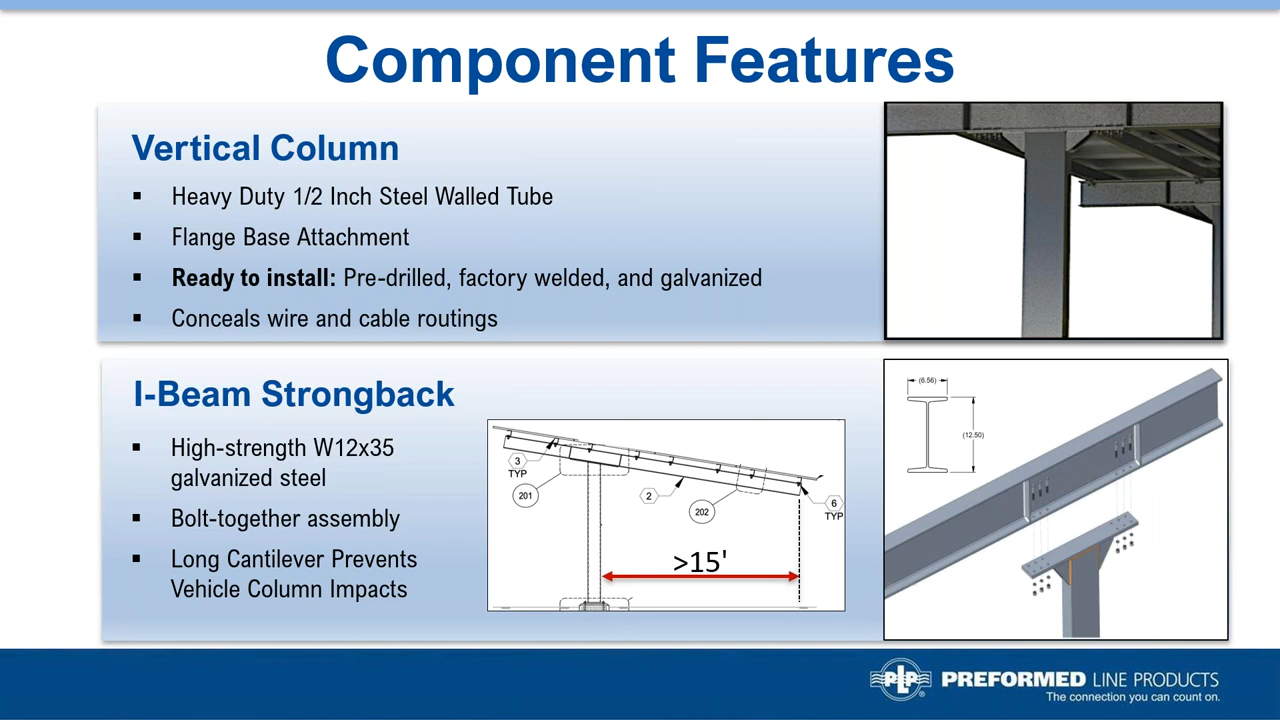 Component Features
Vertical Column
▪ Heavy Duty 1/2 Inch Steel Walled Tube
▪ Flange Base Attachment
▪ Ready to install: Pre-drilled, factory welded, and galvanized
▪ Conceals wire and cable routings
I-Beam Strongback
▪ High-strength W12x35
galvanized steel
▪ Bolt-together assembly
▪ Long Cantilever Prevents
Vehicle Column Impacts
3
TYP
201
2
202
6
TYP
>15'
(6.56)
(12.50)
PLP®
PREFORMED LINE PRODUCTS
The connection you can count on.